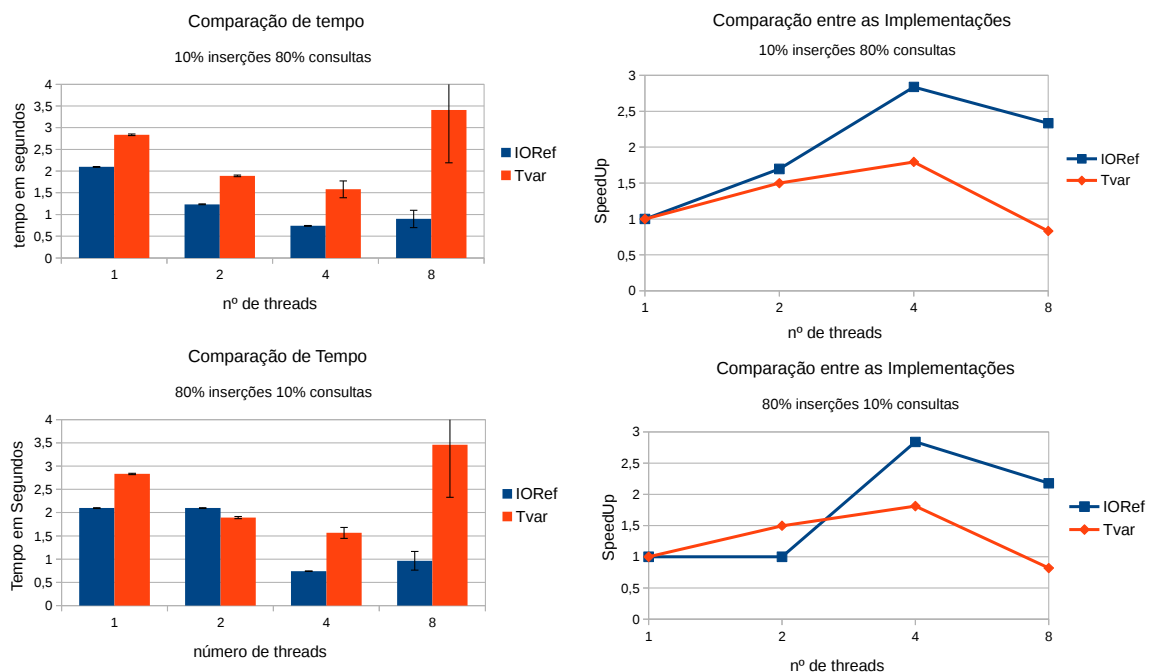 Comparação de tempo
10% inserções 80% consultas
4
3,5
3
2,5
2
1,5
1
0,5
0
tempo em segundos
1 2 4 8
nº de threads
IORef
Tvar
Comparação entre as Implementações
10% inserções 80% consultas
3
2,5
2
1,5
1
0,5
0
SpeedUp
1 2 4 8
nº de threads
IORef
Tvar
Comparação de Tempo
80% inserções 10% consultas
4
3,5
3
2,5
2
1,5
1
0,5
0
Tempo em Segundos
1 2 4 8
número de threads
IORef
Tvar
Comparação entre as Implementações
80% inserções 10% consultas
3
2,5
2
1,5
1
0,5
0
SpeedUp
1 2 4 8
nº de threads
IORef
Tvar